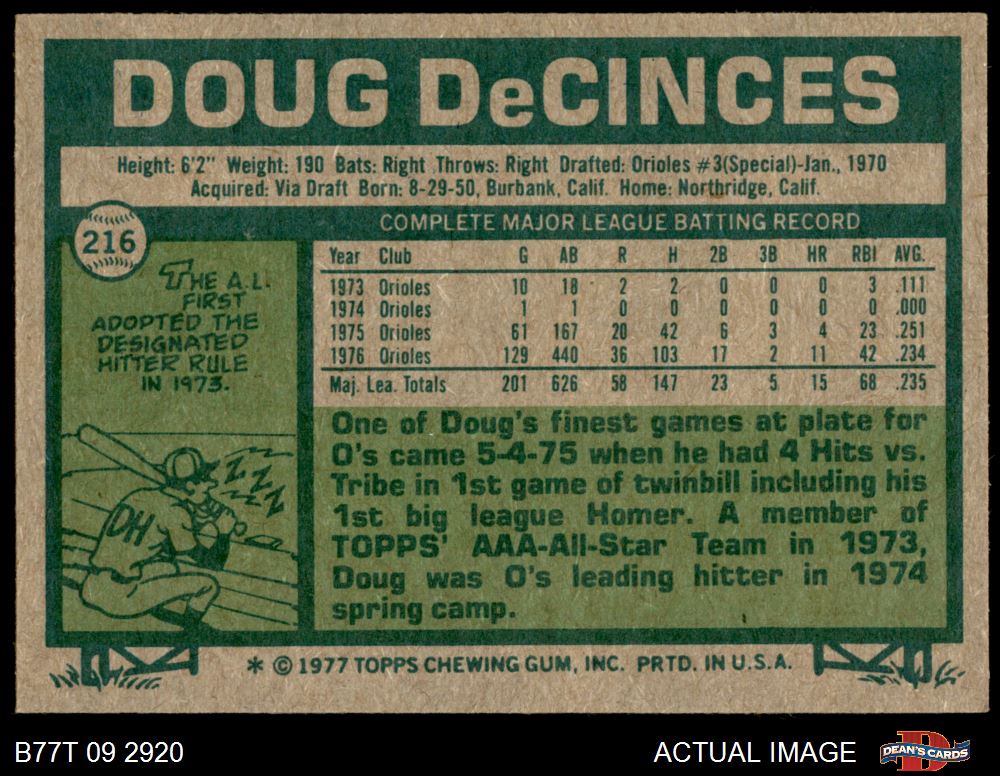 DOUG DeCINCES
Height: 6'2" Weight: 190 Bats: Right Throws: Right Drafted: Orioles #3(Special)-Jan., 1970
Acquired: Via Draft Born: 8-29-50, Burbank, Calif. Home: Northridge, Calif.
216
COMPLETE MAJOR LEAGUE BATTING RECORD
THE A.L.
FIRST
ADOPTED THE
DESIGNATED
HITTER RULE
IN 1973.
ZZZZ
ZZZ
DH
Year Club G AB R H 2B 3B HR RBI AVG.
1973 Orioles 10 18 2 2 0 0 0 3 .111
1974 Orioles 1 1 0 0 0 0 0 0 .000
1975 Orioles 61 167 20 42 6 3 4 23 .251
1976 Orioles 129 440 36 103 17 2 11 42 .234
Maj. Lea. Totals 201 626 58 147 23 5 15 68 .235
One of Doug's finest games at plate for
O's came 5-4-75 when he had 4 Hits vs.
Tribe in 1st game of twinbill including his
1st big league Homer. A member of
TOPPS' AAA-All-Star Team in 1973,
Doug was O's leading hitter in 1974
spring camp.
* © 1977 TOPPS CHEWING GUM, INC. PRTD. IN U.S.A.
B77T 09 2920
ACTUAL IMAGE
DEAN'S CARDS